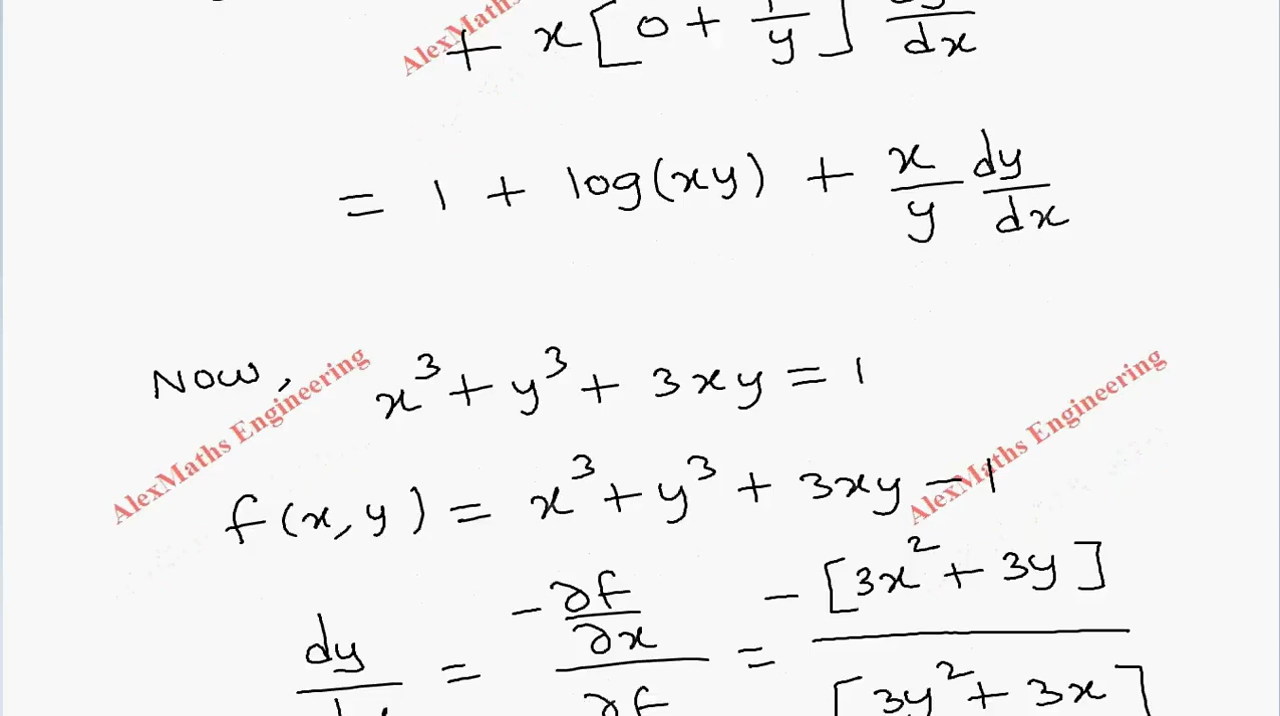 AlexMaths
+ x[0 + 1/y] dy/dx
= 1 + log(xy) + x/y dy/dx
Now, x³ + y³ + 3xy = 1
AlexMaths Engineering
AlexMaths Engineering
f(x, y) = x³ + y³ + 3xy - 1
dy/dx = -∂f/∂x / ∂f = -[3x² + 3y] / [3y² + 3x]